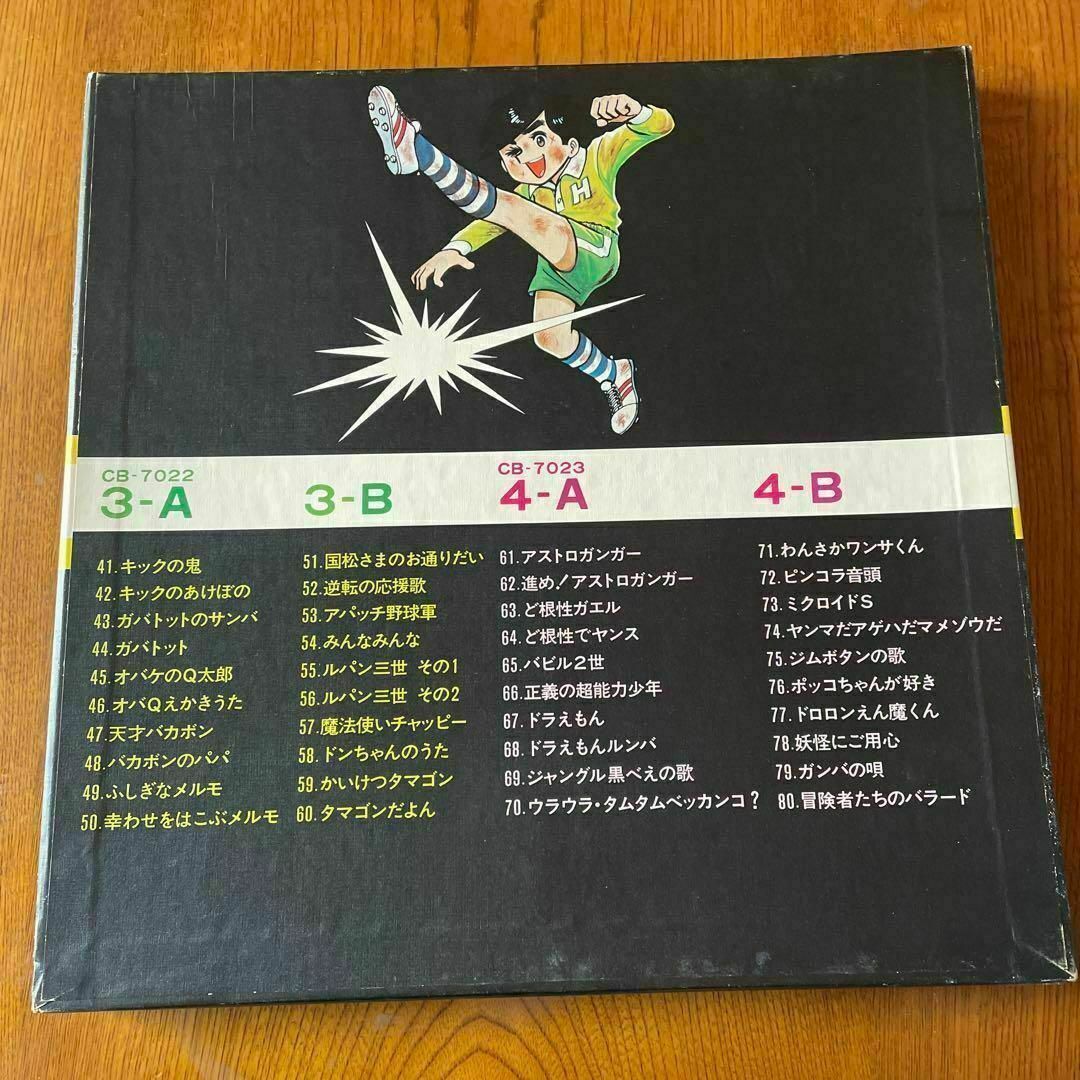 H
CB-7022
3-A
3-B
CB-7023
4-A
4-B
41.キックの鬼
42.キックのあけぼの
43.ガバトットのサンバ
44.ガバトット
45.オバケのQ太郎
46.オバQえかきうた
47.天才バカボン
48.バカボンのパパ
49.ふしぎなメルモ
50.幸わせをはこぶメルモ
51.国松さまのお通りだい
52.逆転の応援歌
53.アパッチ野球軍
54.みんなみんな
55.ルパン三世 その1
56.ルパン三世 その2
57.魔法使いチャッピー
58.ドンちゃんのうた
59.かいけつタマゴン
60.タマゴンだよん
61.アストロガンガー
62.進め!アストロガンガー
63.ど根性ガエル
64.ど根性でヤンス
65.バビル2世
66.正義の超能力少年
67.ドラえもん
68.ドラえもんルンバ
69.ジャングル黒べえの歌
70.ウラウラ・タムタムベッカンコ?
71.わんさかワンサくん
72.ピンコラ音頭
73.ミクロイドS
74.ヤンマだアゲハだマメゾウだ
75.ジムボタンの歌
76.ポッコちゃんが好き
77.ドロロンえん魔くん
78.妖怪にご用心
79.ガンバの唄
80.冒険者たちのバラード